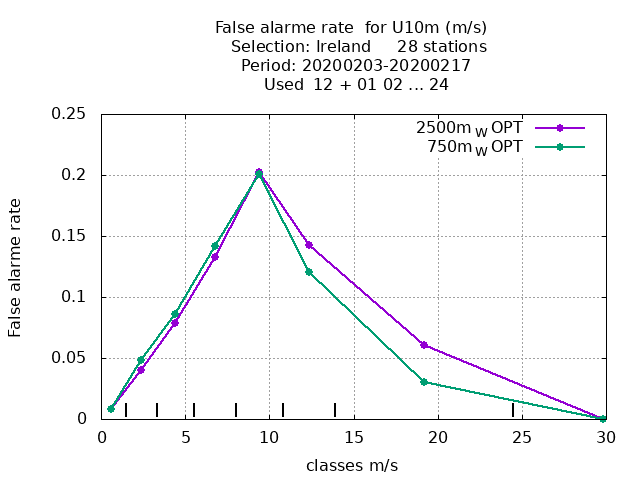 False alarme rate  for U10m (m/s)
Selection: Ireland     28 stations
Period: 20200203-20200217
Used  12 + 01 02 ... 24
0.25
2500m W OPT
750m W OPT
0.2
0.15
0.1
0.05
0
False alarme rate
0 5 10 15 20 25 30
classes m/s